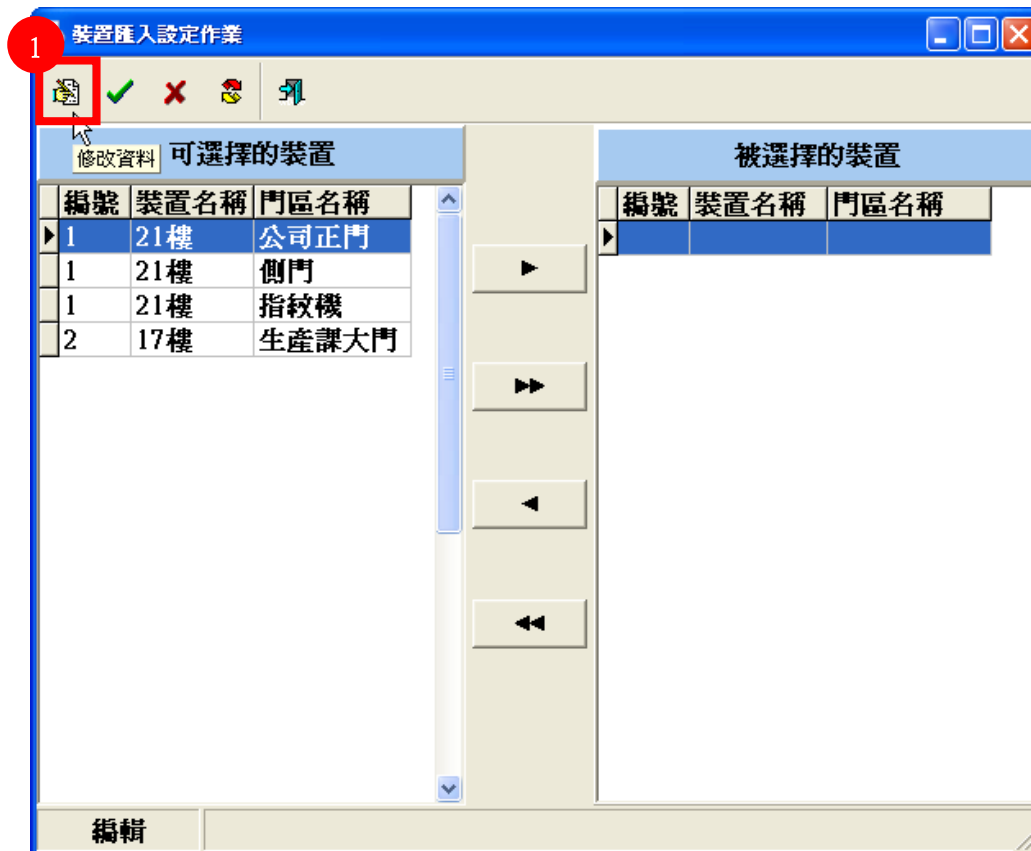 1
裝置匯入設定作業
修改資料
可選擇的裝置
被選擇的裝置
編號 裝置名稱 門區名稱
1 21樓 公司正門
1 21樓 側門
1 21樓 指紋機
2 17樓 生產課大門
編號 裝置名稱 門區名稱
編輯